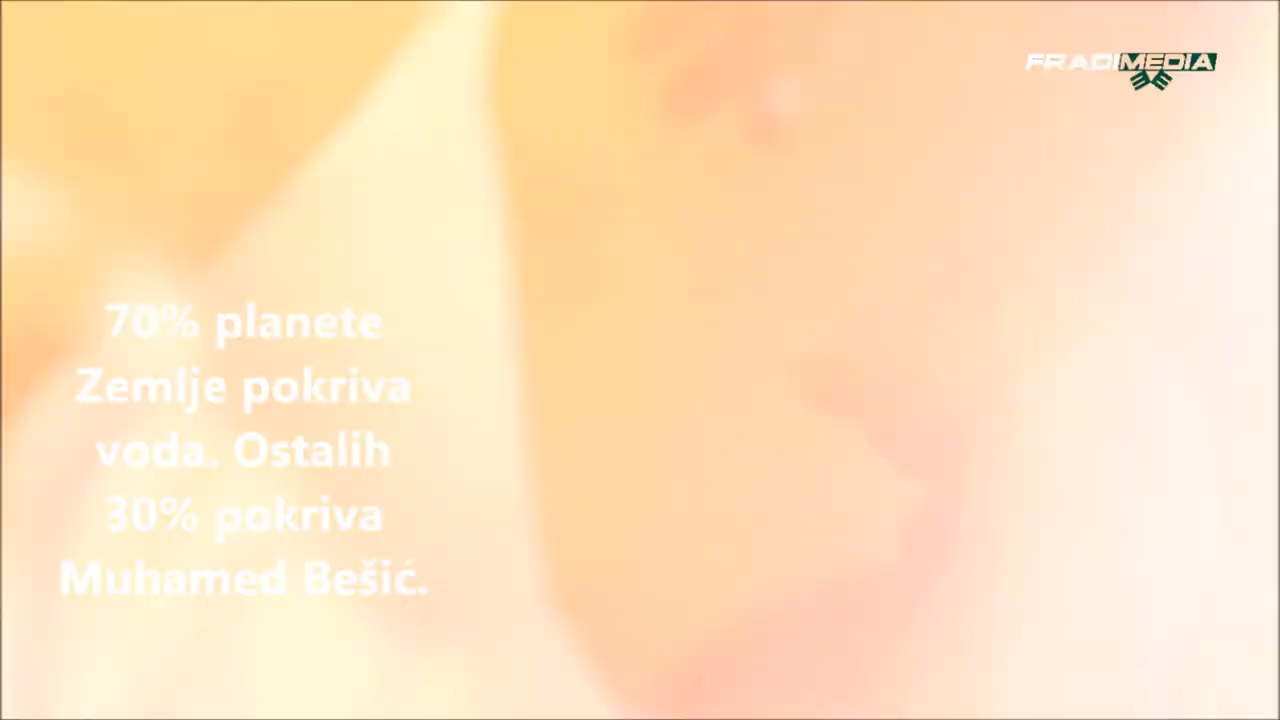 FRADIMEDIA
70% planete
Zemlje pokriva
voda. Ostalih
30% pokriva
Muhamed Bešić.